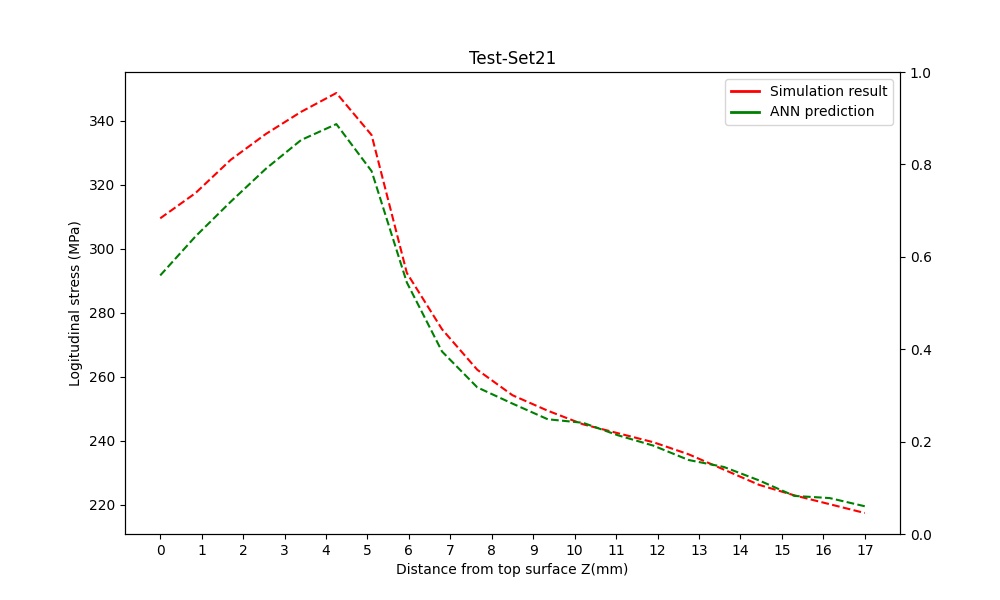 Test-Set21
Simulation result
ANN prediction
Logitudinal stress (MPa)
340
320
300
280
260
240
220
1.0
0.8
0.6
0.4
0.2
0.0
0 1 2 3 4 5 6 7 8 9 10 11 12 13 14 15 16 17
Distance from top surface Z(mm)